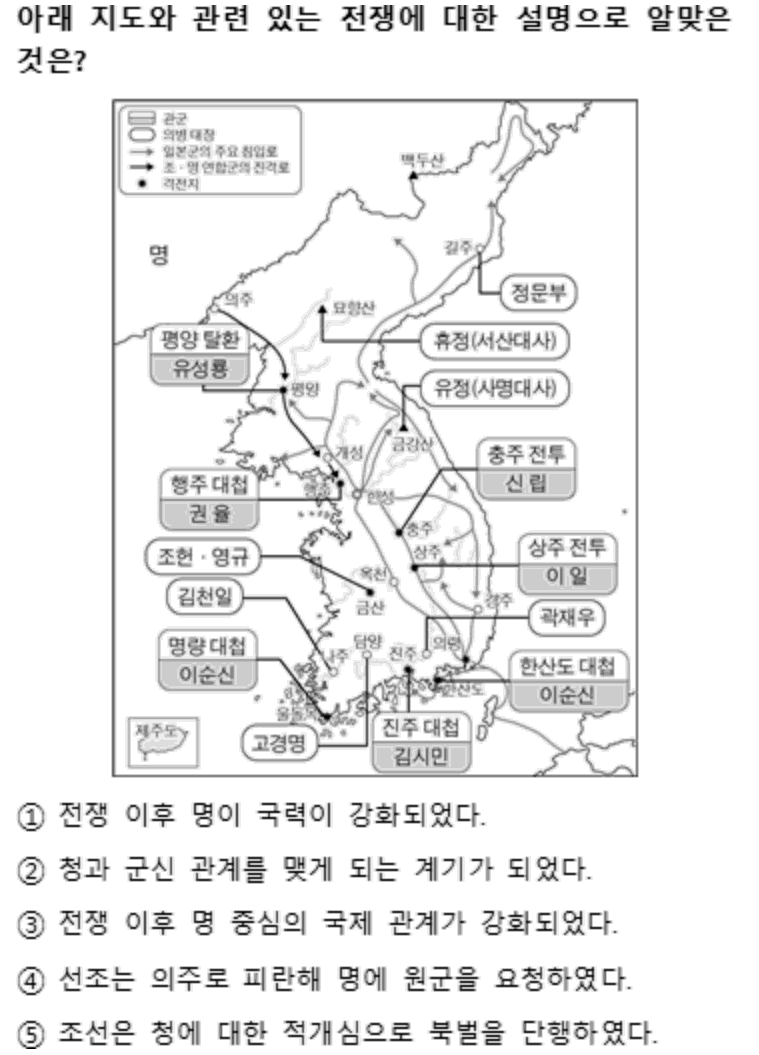 아래 지도와 관련 있는 전쟁에 대한 설명으로 알맞은
것은?
관군
의병 대장
일본군의 주요 침입로
조·명 연합군의 진격로
격전지
백두산
명
길주
정문부
의주
묘향산
평양 탈환
유성룡
휴정(서산대사)
평양
유정(사명대사)
금강산
개성
충주 전투
신립
행주 대첩
권율
행주
한성
충주
상주
상주 전투
이일
조헌·영규
옥천
금산
김천일
경주
곽재우
명량 대첩
이순신
나주
담양
진주
의령
한산도 대첩
이순신
한산도
제주도
고경명
진주 대첩
김시민
① 전쟁 이후 명이 국력이 강화되었다.
② 청과 군신 관계를 맺게 되는 계기가 되었다.
③ 전쟁 이후 명 중심의 국제 관계가 강화되었다.
④ 선조는 의주로 피란해 명에 원군을 요청하였다.
⑤ 조선은 청에 대한 적개심으로 북벌을 단행하였다.